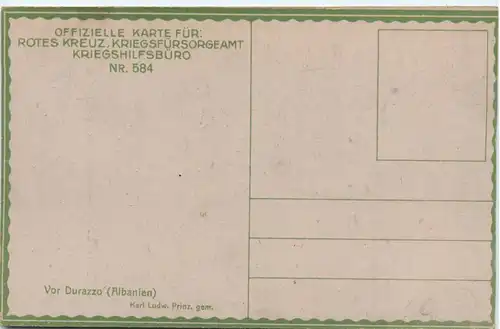 OFFIZIELLE KARTE FÜR:
ROTES KREUZ, KRIEGSFÜRSORGEAMT
KRIEGSHILFSBÜRO
NR. 584
Vor Durazzo (Albanien)
Karl Ludw. Prinz. gem.